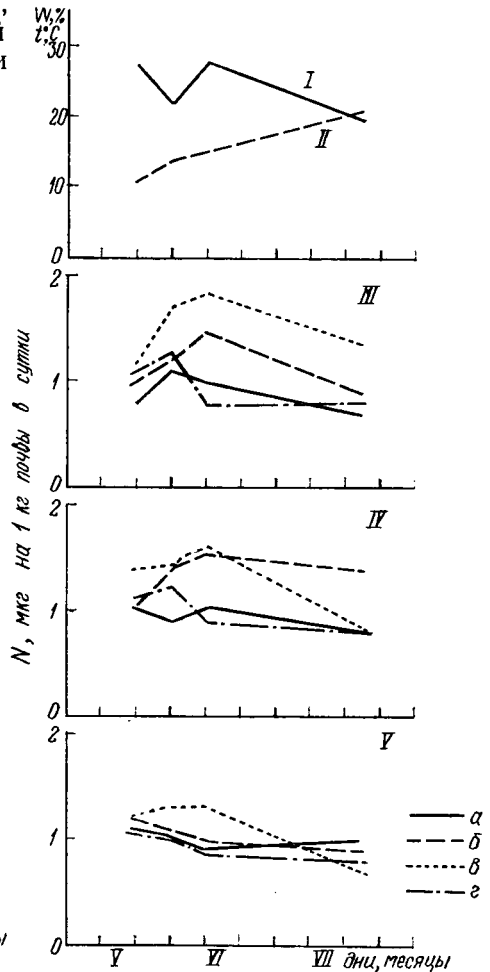 W,%
t°,C
й
и
30
I
20
II
10
0
2
III
1
0
N, мкг на 1 кг почвы в сутки
2
IV
1
0
2
V
а
б
1
в
г
ы
0
V VI VII дни, месяцы